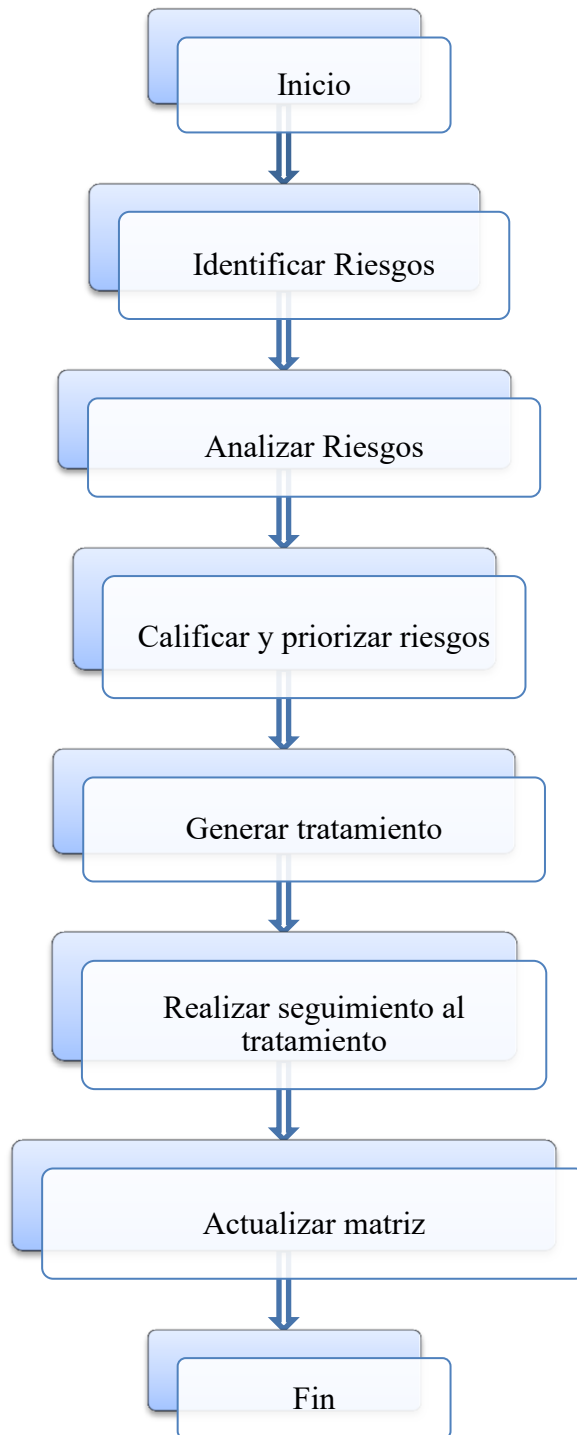 Inicio
Identificar Riesgos
Analizar Riesgos
Calificar y priorizar riesgos
Generar tratamiento
Realizar seguimiento al
tratamiento
Actualizar matriz
Fin